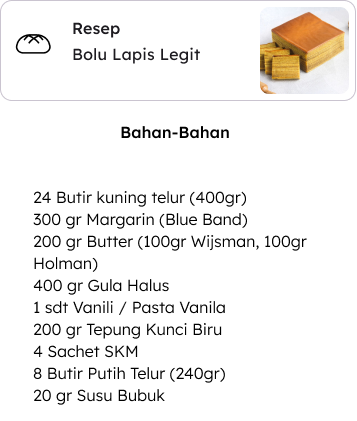 Resep
Bolu Lapis Legit
Bahan-Bahan
24 Butir kuning telur (400gr)
300 gr Margarin (Blue Band)
200 gr Butter (100gr Wijsman, 100gr
Holman)
400 gr Gula Halus
1 sdt Vanili / Pasta Vanila
200 gr Tepung Kunci Biru
4 Sachet SKM
8 Butir Putih Telur (240gr)
20 gr Susu Bubuk